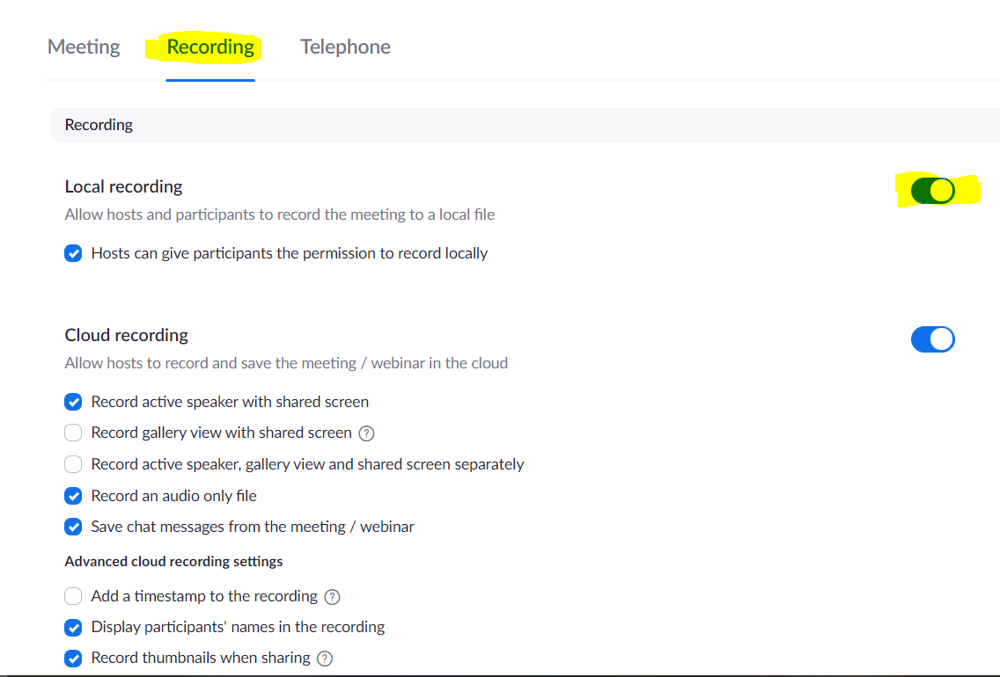 Meeting Recording Telephone
Recording
Local recording
Allow hosts and participants to record the meeting to a local file
Hosts can give participants the permission to record locally
Cloud recording
Allow hosts to record and save the meeting / webinar in the cloud
Record active speaker with shared screen
Record gallery view with shared screen ?
Record active speaker, gallery view and shared screen separately
Record an audio only file
Save chat messages from the meeting / webinar
Advanced cloud recording settings
Add a timestamp to the recording ?
Display participants' names in the recording
Record thumbnails when sharing ?